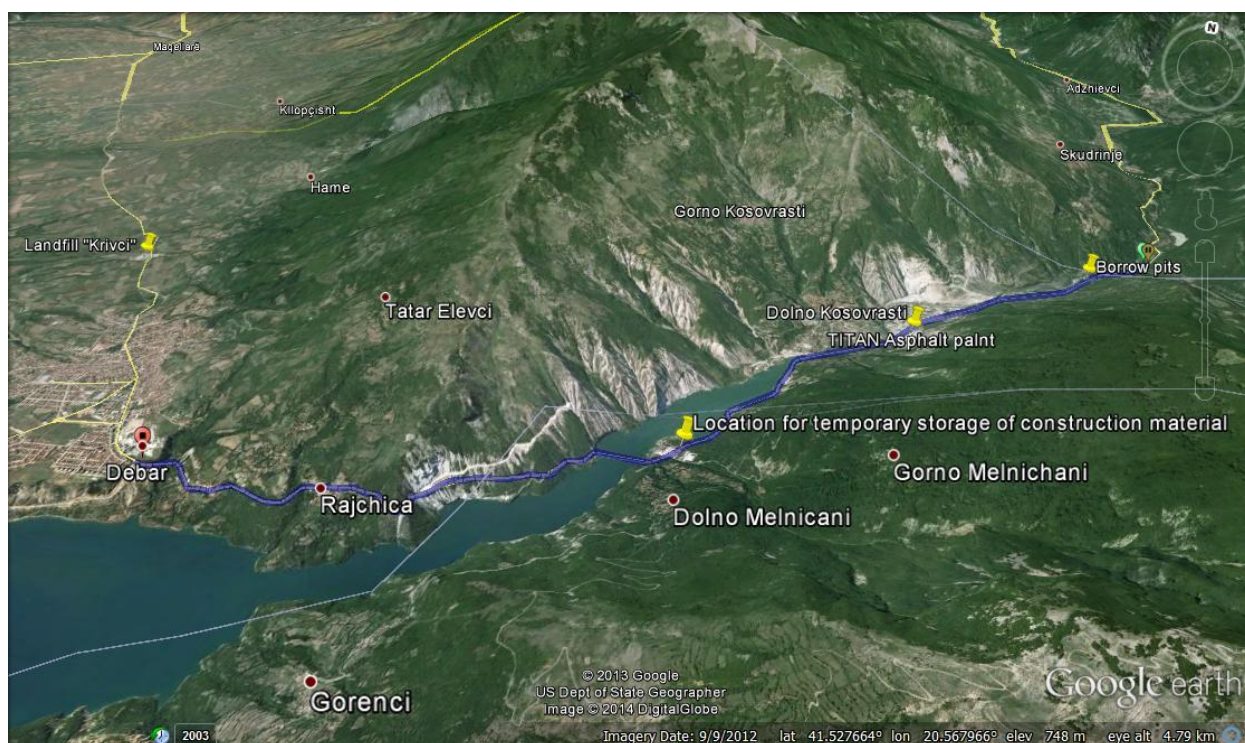 N
Maqellarë
Adzhievci
Kllopçisht
Skudrinje
Hame
Gorno Kosovrasti
Landfill "Krivci"
Borrow pits
Tatar Elevci
Dolno Kosovrasti
TITAN Asphalt palnt
Location for temporary storage of construction material
Gorno Melnichani
Debar
Rajchica
Dolno Melnicani
© 2013 Google
US Dept of State Geographer
Image © 2014 DigitalGlobe
Gorenci
Google earth
2003
Imagery Date: 9/9/2012 lat 41.527664° lon 20.567966° elev 748 m eye alt 4.79 km